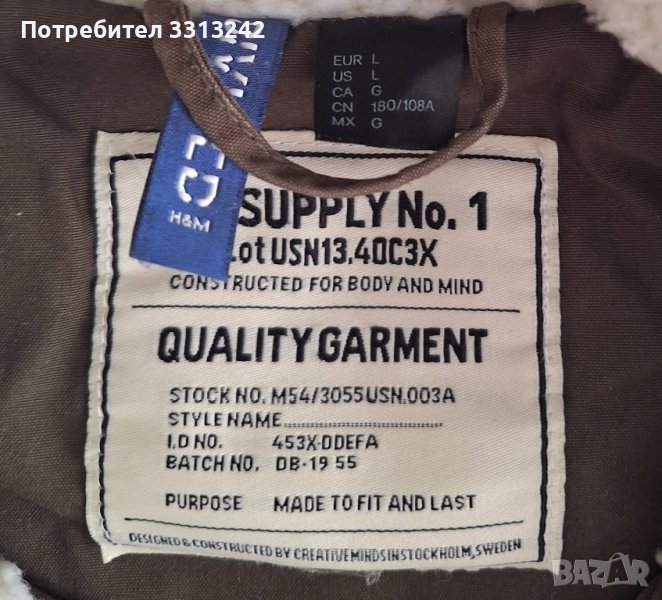 Потребител 3313242
EUR L
US L
CA G
CN 180/108A
MX G
H&M
SUPPLY No. 1
Lot USN13.40C3X
CONSTRUCTED FOR BODY AND MIND
QUALITY GARMENT
STOCK NO. M54/3055USN.003A
STYLE NAME
I.D NO. 453X-DDEFA
BATCH NO. DB-19 55
PURPOSE MADE TO FIT AND LAST
DESIGNED & CONSTRUCTED BY CREATIVEMINDSINSTOCKHOLM, SWEDEN
BAZAR